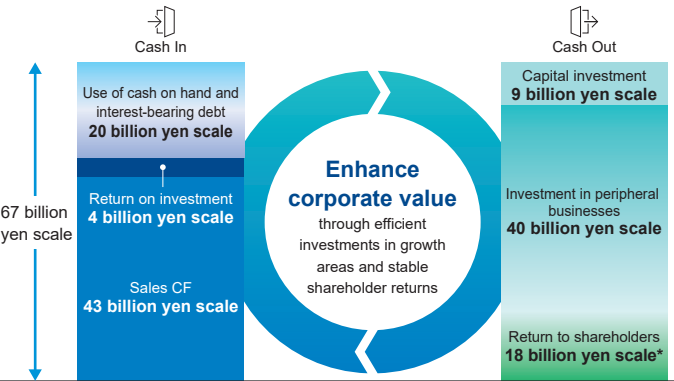 Cash In
Cash Out
67 billion
yen scale
Use of cash on hand and
interest-bearing debt
20 billion yen scale
Return on investment
4 billion yen scale
Sales CF
43 billion yen scale
Enhance
corporate value
through efficient
investments in growth
areas and stable
shareholder returns
Capital investment
9 billion yen scale
Investment in peripheral
businesses
40 billion yen scale
Return to shareholders
18 billion yen scale*